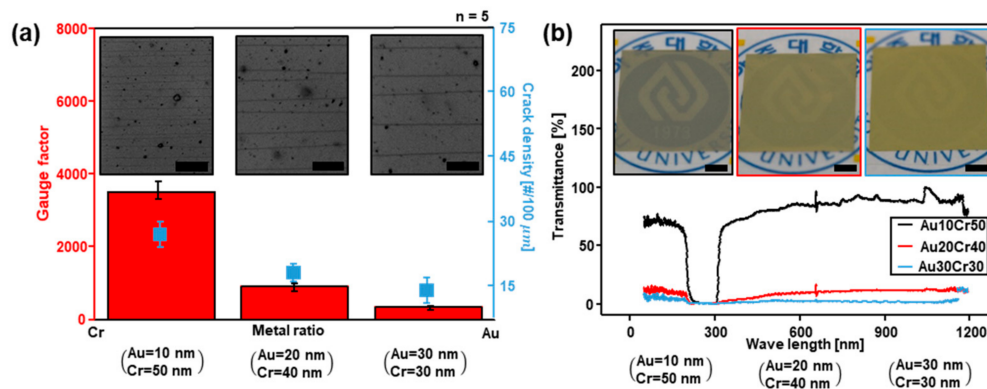 (a)
n = 5
8000
6000
4000
2000
0
Gauge factor
75
60
45
30
15
Crack density [#/100 μm]
Cr
Metal ratio
Au
(Au=10 nm
Cr=50 nm)
(Au=20 nm
Cr=40 nm)
(Au=30 nm
Cr=30 nm)
(b)
200
150
100
50
0
Transmittance [%]
Au10Cr50
Au20Cr40
Au30Cr30
0
300
600
900
1200
Wave length [nm]
(Au=10 nm
Cr=50 nm)
(Au=20 nm
Cr=40 nm)
(Au=30 nm
Cr=30 nm)